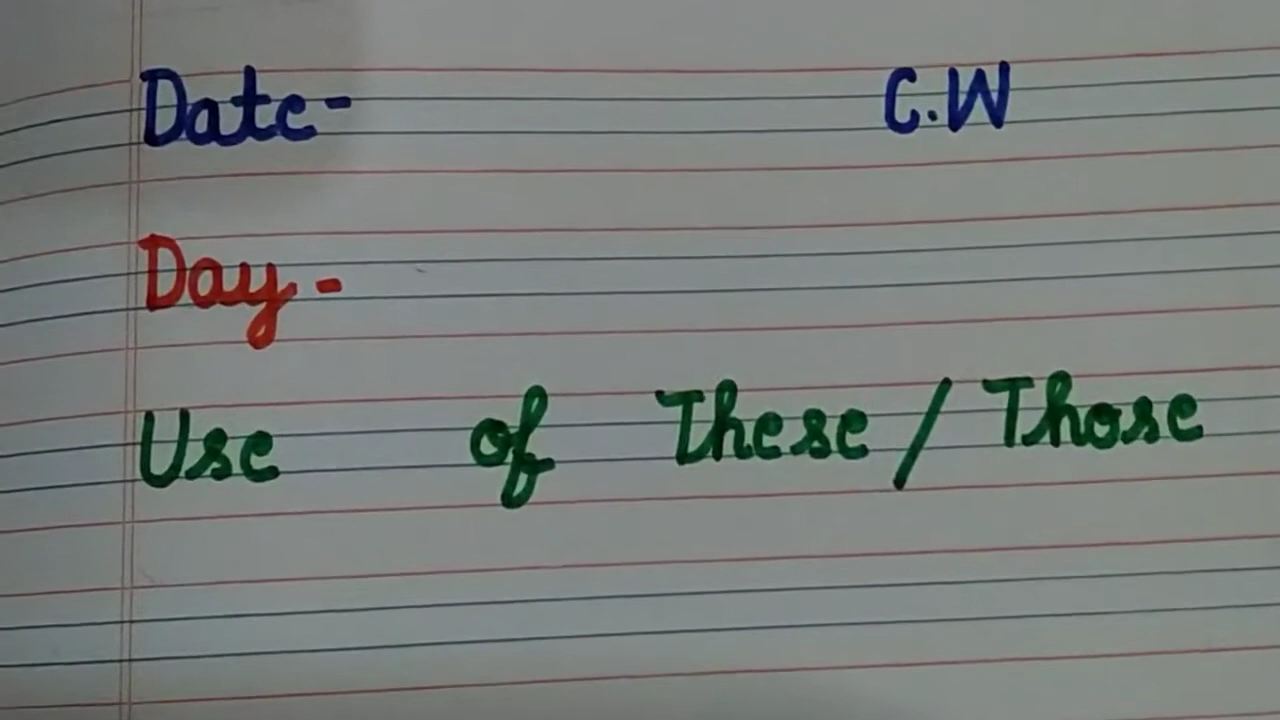 Date- C.W
Day-
Use of These / Those